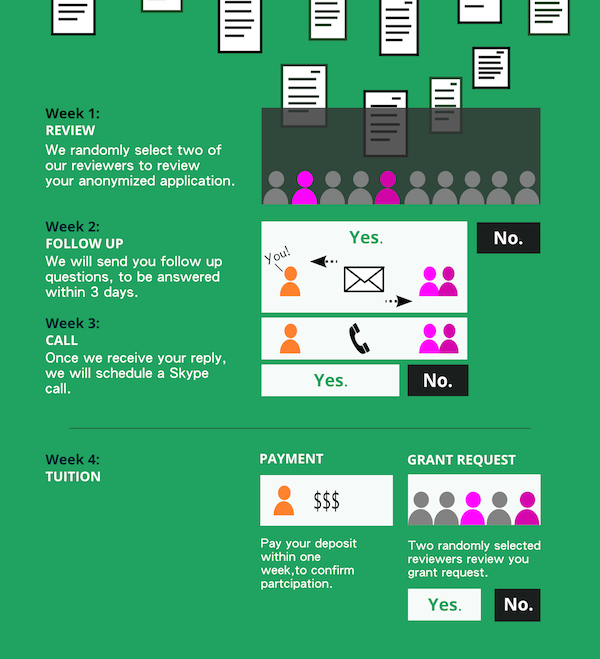 Week 1:
REVIEW
We randomly select two of
our reviewers to review
your anonymized application.
Week 2:
FOLLOW UP
We will send you follow up
questions, to be answered
within 3 days.
Yes.
No.
You!
Week 3:
CALL
Once we receive your reply,
we will schedule a Skype
call.
Yes.
No.
Week 4:
TUITION
PAYMENT
$$$
Pay your deposit
within one
week,to confirm
partcipation.
GRANT REQUEST
Two randomly selected
reviewers review you
grant request.
Yes.
No.